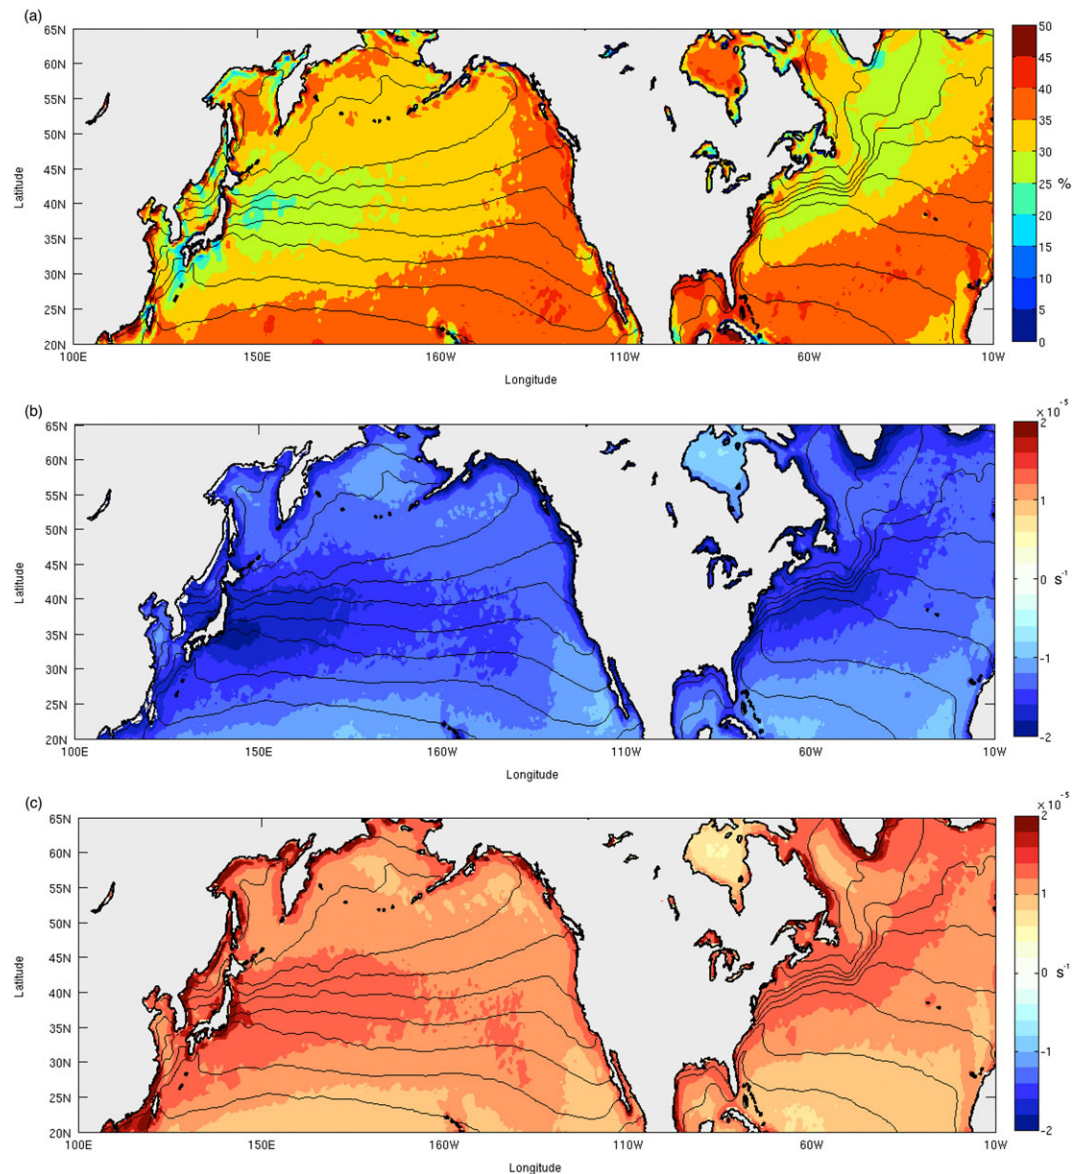 (a)
65N
60N
55N
50N
45N
40N
35N
30N
25N
20N
Latitude
100E
150E
160W
110W
60W
10W
Longitude
50
45
40
35
30
25
20
15
10
5
0
%
(b)
65N
60N
55N
50N
45N
40N
35N
30N
25N
20N
Latitude
100E
150E
160W
110W
60W
10W
Longitude
× 10⁻⁵
2
1
0
-1
-2
s⁻¹
(c)
65N
60N
55N
50N
45N
40N
35N
30N
25N
20N
Latitude
100E
150E
160W
110W
60W
10W
Longitude
× 10⁻⁵
2
1
0
-1
-2
s⁻¹